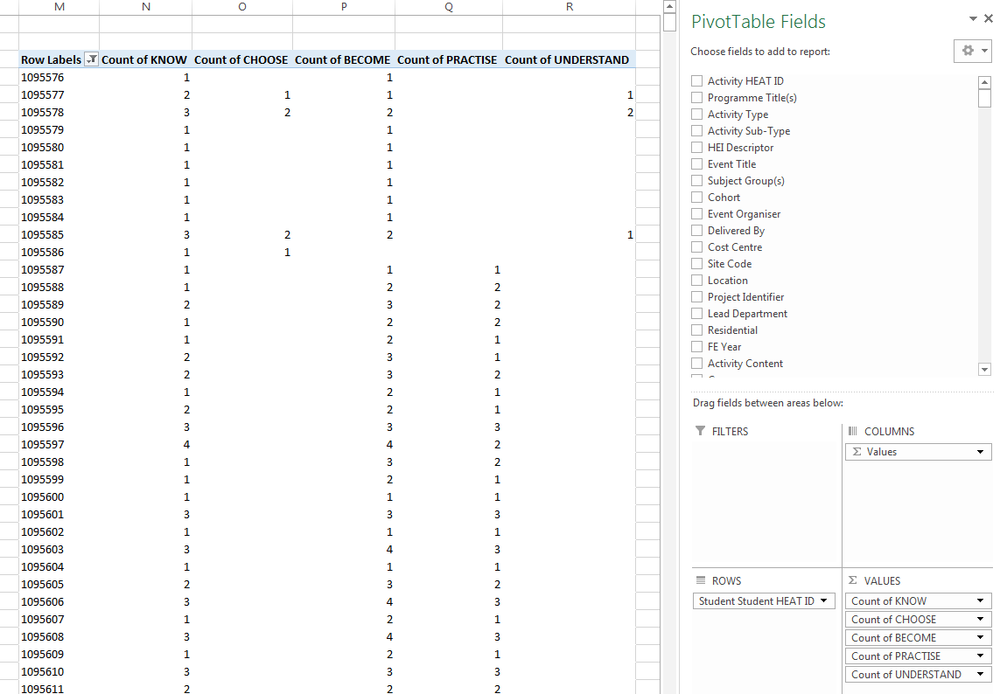 M N O P Q R
Row Labels Count of KNOW Count of CHOOSE Count of BECOME Count of PRACTISE Count of UNDERSTAND
1095576 1 1
1095577 2 1 1 1
1095578 3 2 2 2
1095579 1 1
1095580 1 1
1095581 1 1
1095582 1 1
1095583 1 1
1095584 1 1
1095585 3 2 2 1
1095586 1 1
1095587 1 1 1
1095588 1 2 2
1095589 2 3 2
1095590 1 2 2
1095591 1 2 1
1095592 2 3 1
1095593 2 3 2
1095594 1 2 1
1095595 2 2 1
1095596 3 3 3
1095597 4 4 2
1095598 1 3 2
1095599 1 2 1
1095600 1 1 1
1095601 3 3 3
1095602 1 1 1
1095603 3 4 3
1095604 1 1 1
1095605 2 3 2
1095606 3 4 3
1095607 1 2 1
1095608 3 4 3
1095609 1 2 1
1095610 3 3 3
1095611 2 2 2
PivotTable Fields
Choose fields to add to report:
Activity HEAT ID
Programme Title(s)
Activity Type
Activity Sub-Type
HEI Descriptor
Event Title
Subject Group(s)
Cohort
Event Organiser
Delivered By
Cost Centre
Site Code
Location
Project Identifier
Lead Department
Residential
FE Year
Activity Content
Drag fields between areas below:
FILTERS
COLUMNS
Σ Values
ROWS
Student Student HEAT ID
Σ VALUES
Count of KNOW
Count of CHOOSE
Count of BECOME
Count of PRACTISE
Count of UNDERSTAND